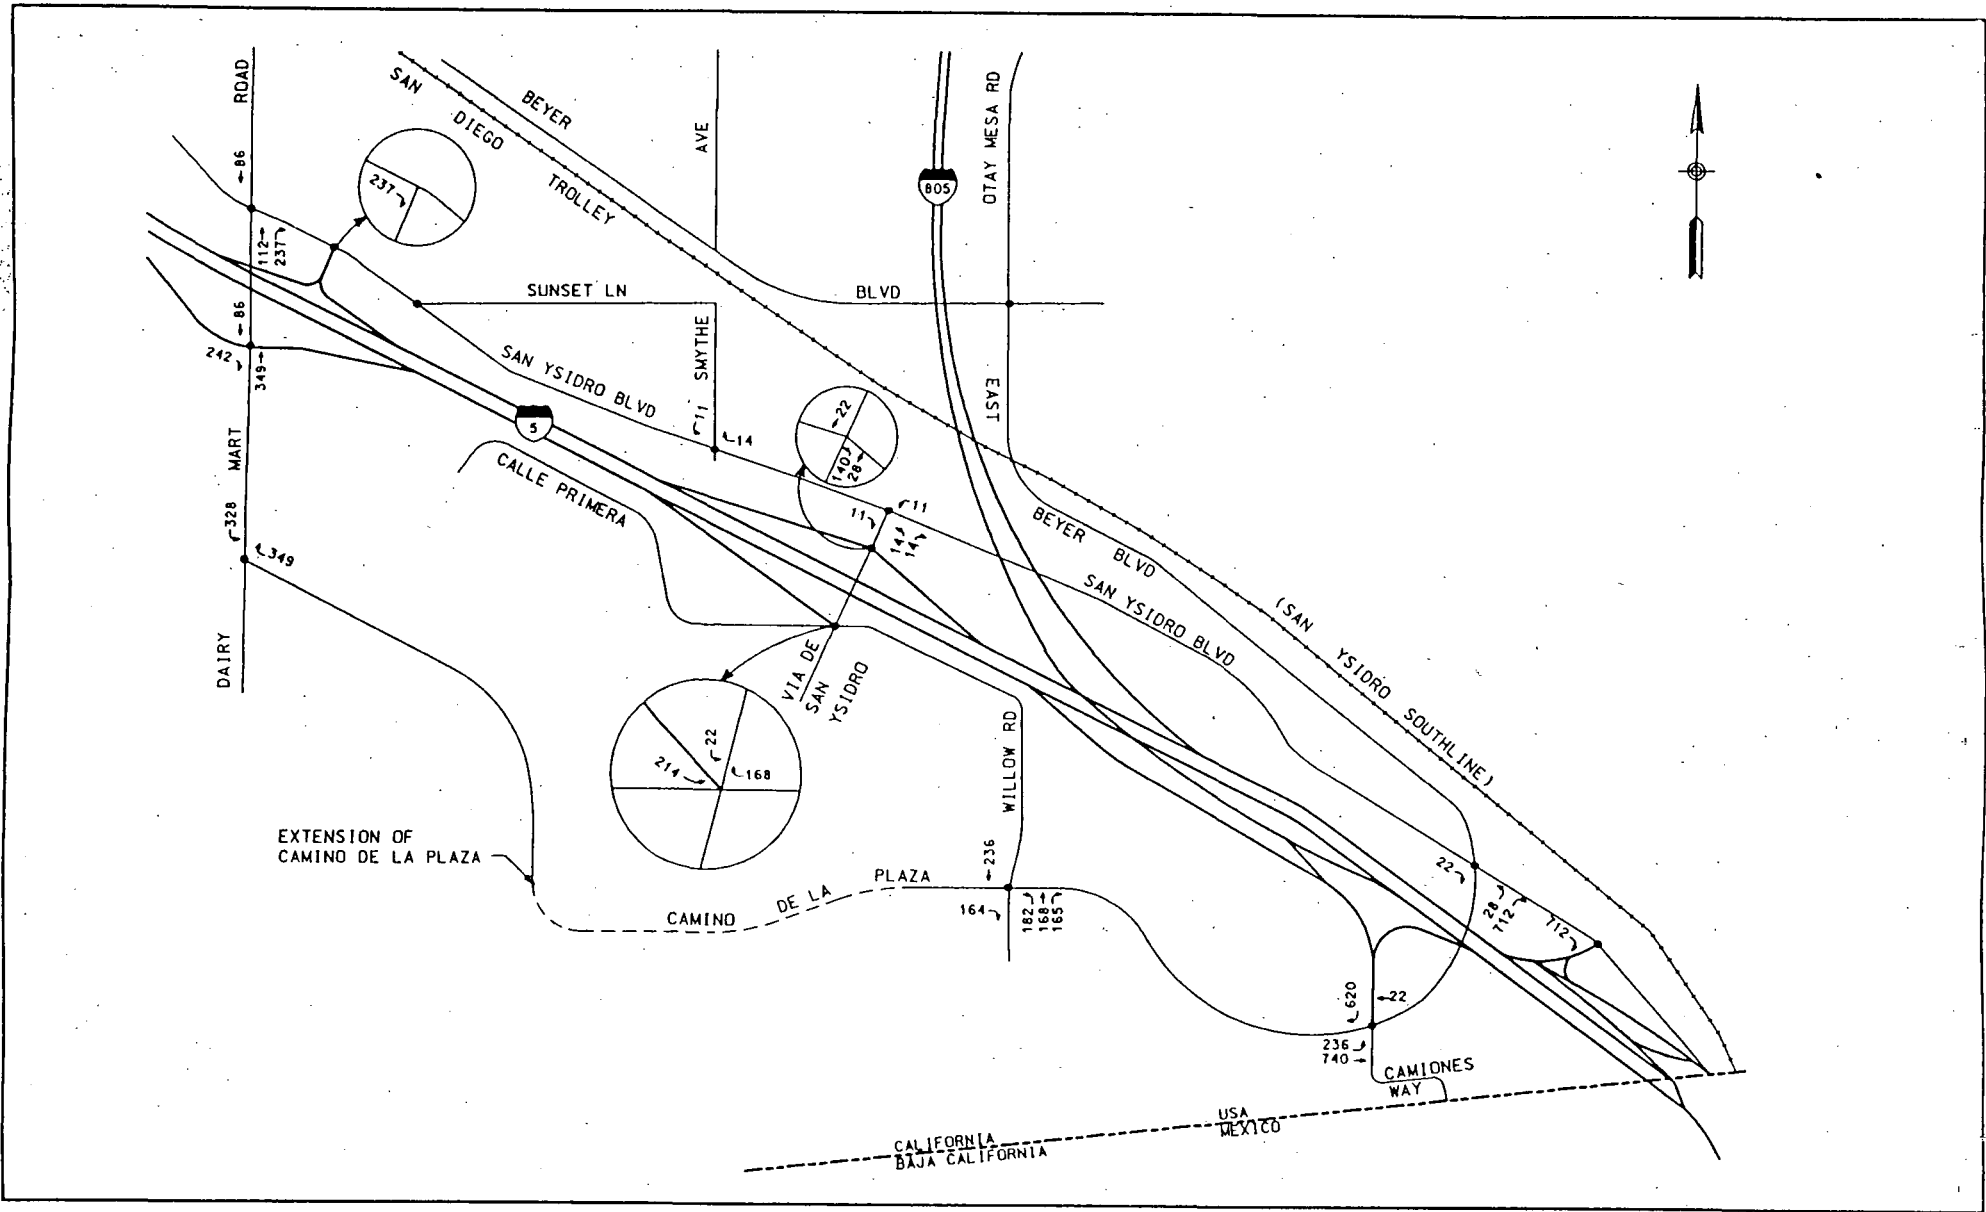 ROAD
86
237
112
237
86
242
349
MART
328
349
DAIRY
SAN
DIEGO
TROLLEY
BEYER
AVE
SUNSET LN
SMYTHE
11
14
BLVD
805
OTAY MESA RD
EAST
SAN YSIDRO BLVD
5
CALLE PRIMERA
22
140
28
11
11
14
14
BEYER BLVD
SAN YSIDRO BLVD
(SAN YSIDRO SOUTHLINE)
VIA DE
SAN
YSIDRO
22
214
168
WILLOW RD
EXTENSION OF
CAMINO DE LA PLAZA
CAMINO DE LA PLAZA
236
164
182
168
165
22
28
712
712
620
22
236
740
CAMIONES
WAY
CALIFORNIA
BAJA CALIFORNIA
USA
MEXICO